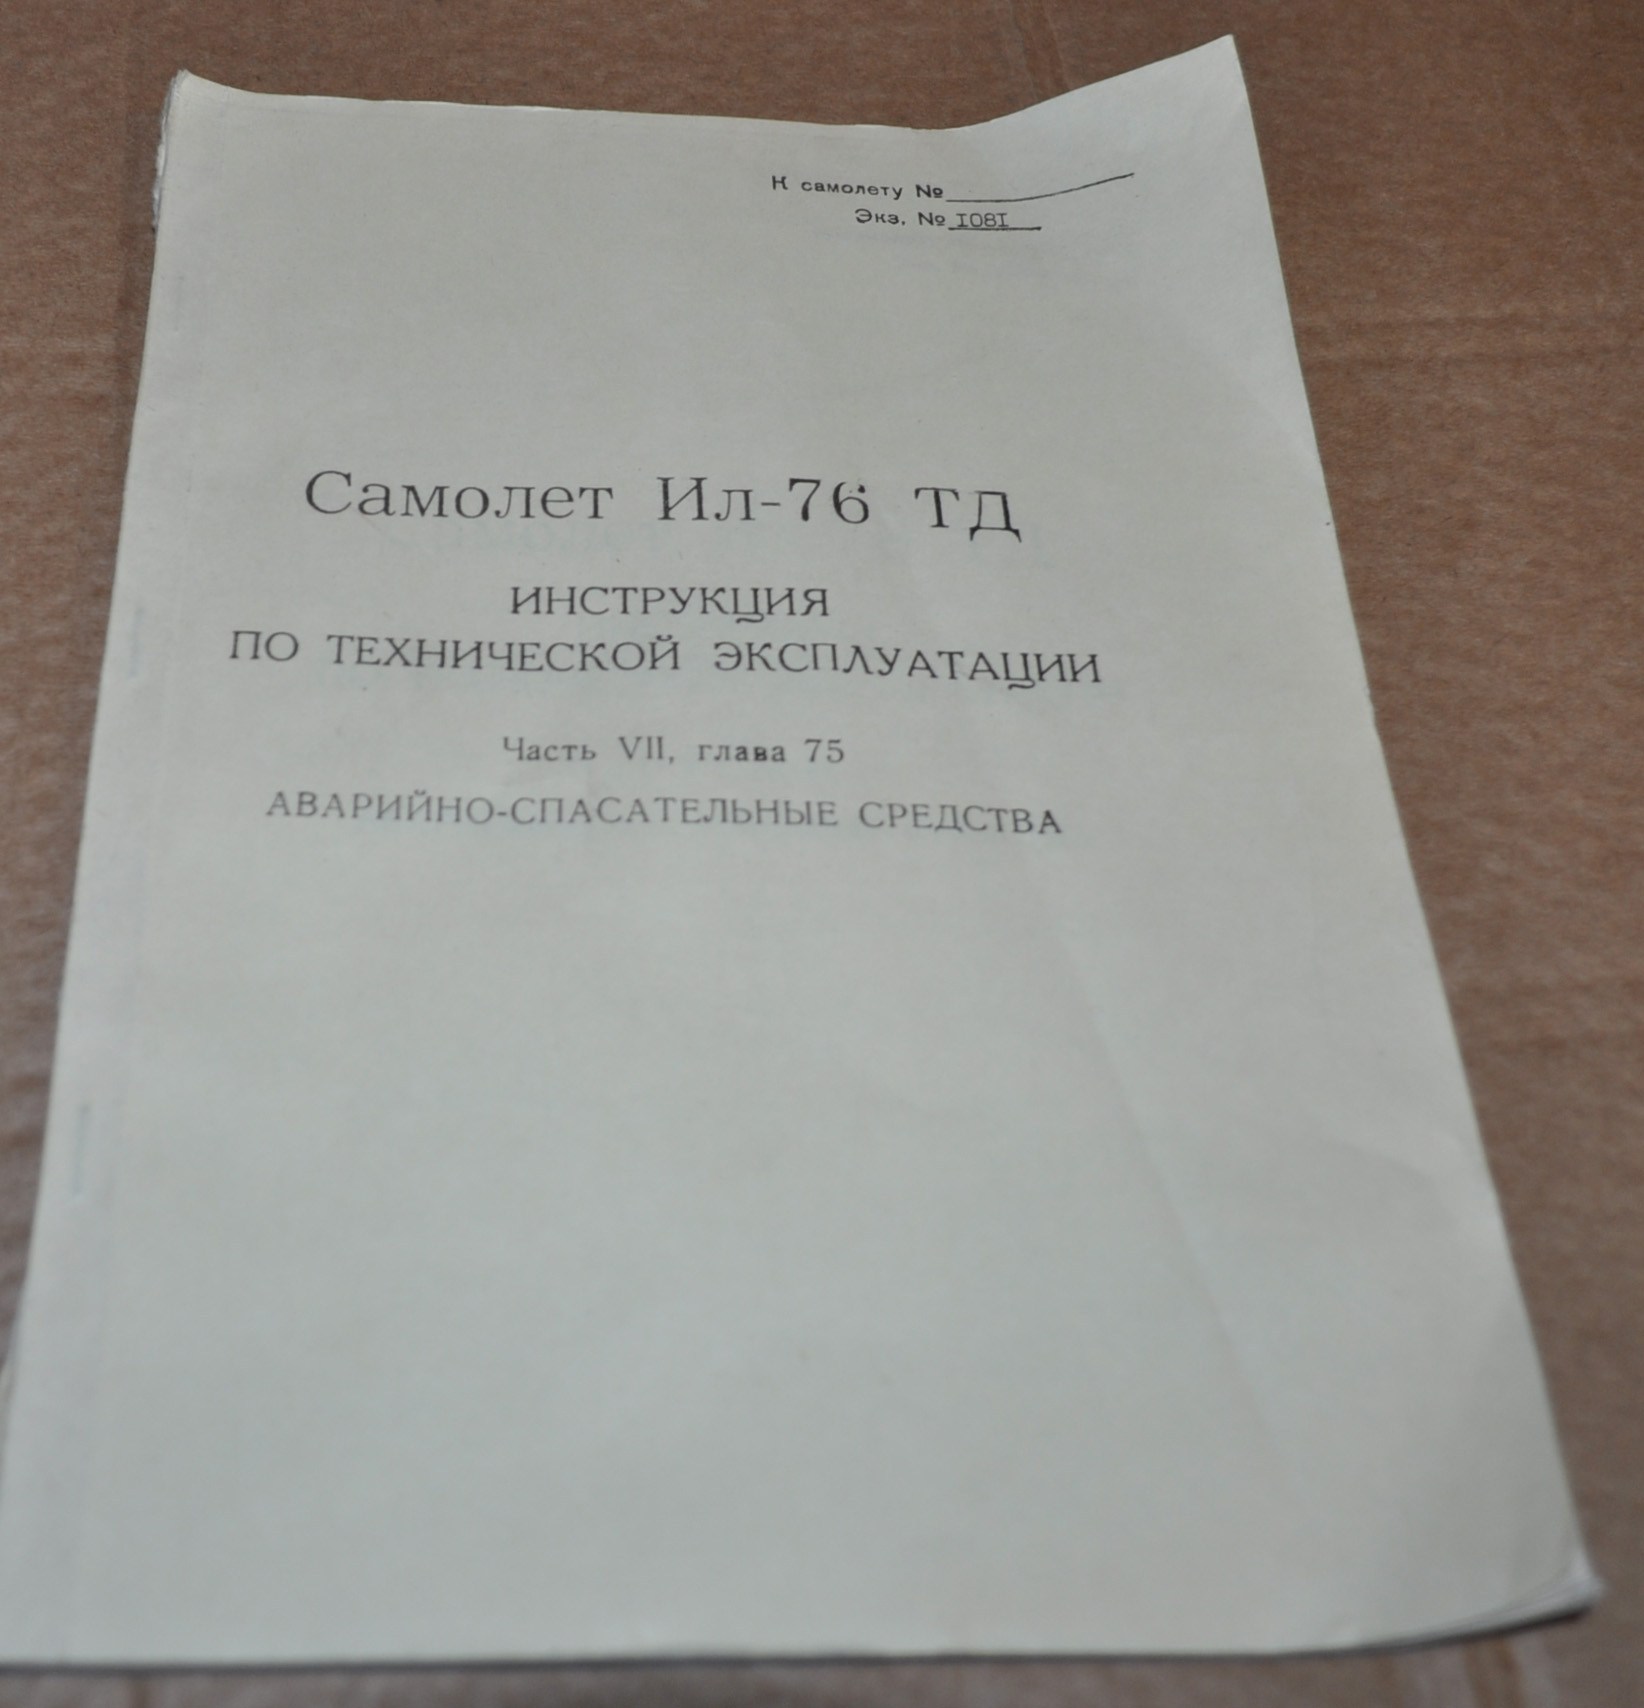 К самолету №
Экз. № I08I
Самолет Ил-76 ТД
ИНСТРУКЦИЯ
ПО ТЕХНИЧЕСКОЙ ЭКСПЛУАТАЦИИ
Часть VII, глава 75
АВАРИЙНО-СПАСАТЕЛЬНЫЕ СРЕДСТВА